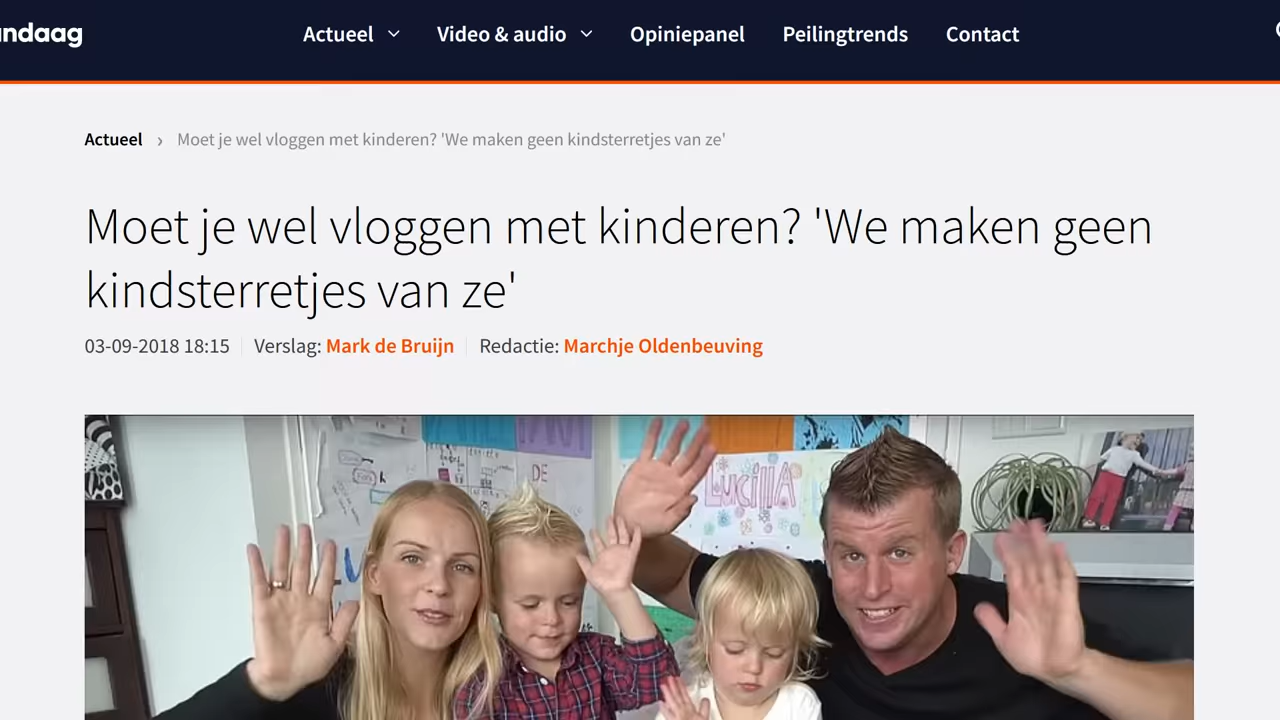 ndaag
Actueel
Video & audio
Opiniepanel
Peilingtrends
Contact
Actueel › Moet je wel vloggen met kinderen? 'We maken geen kindsterretjes van ze'
Moet je wel vloggen met kinderen? 'We maken geen
kindsterretjes van ze'
03-09-2018 18:15 Verslag: Mark de Bruijn Redactie: Marchje Oldenbeuving
DE
LUCILLA